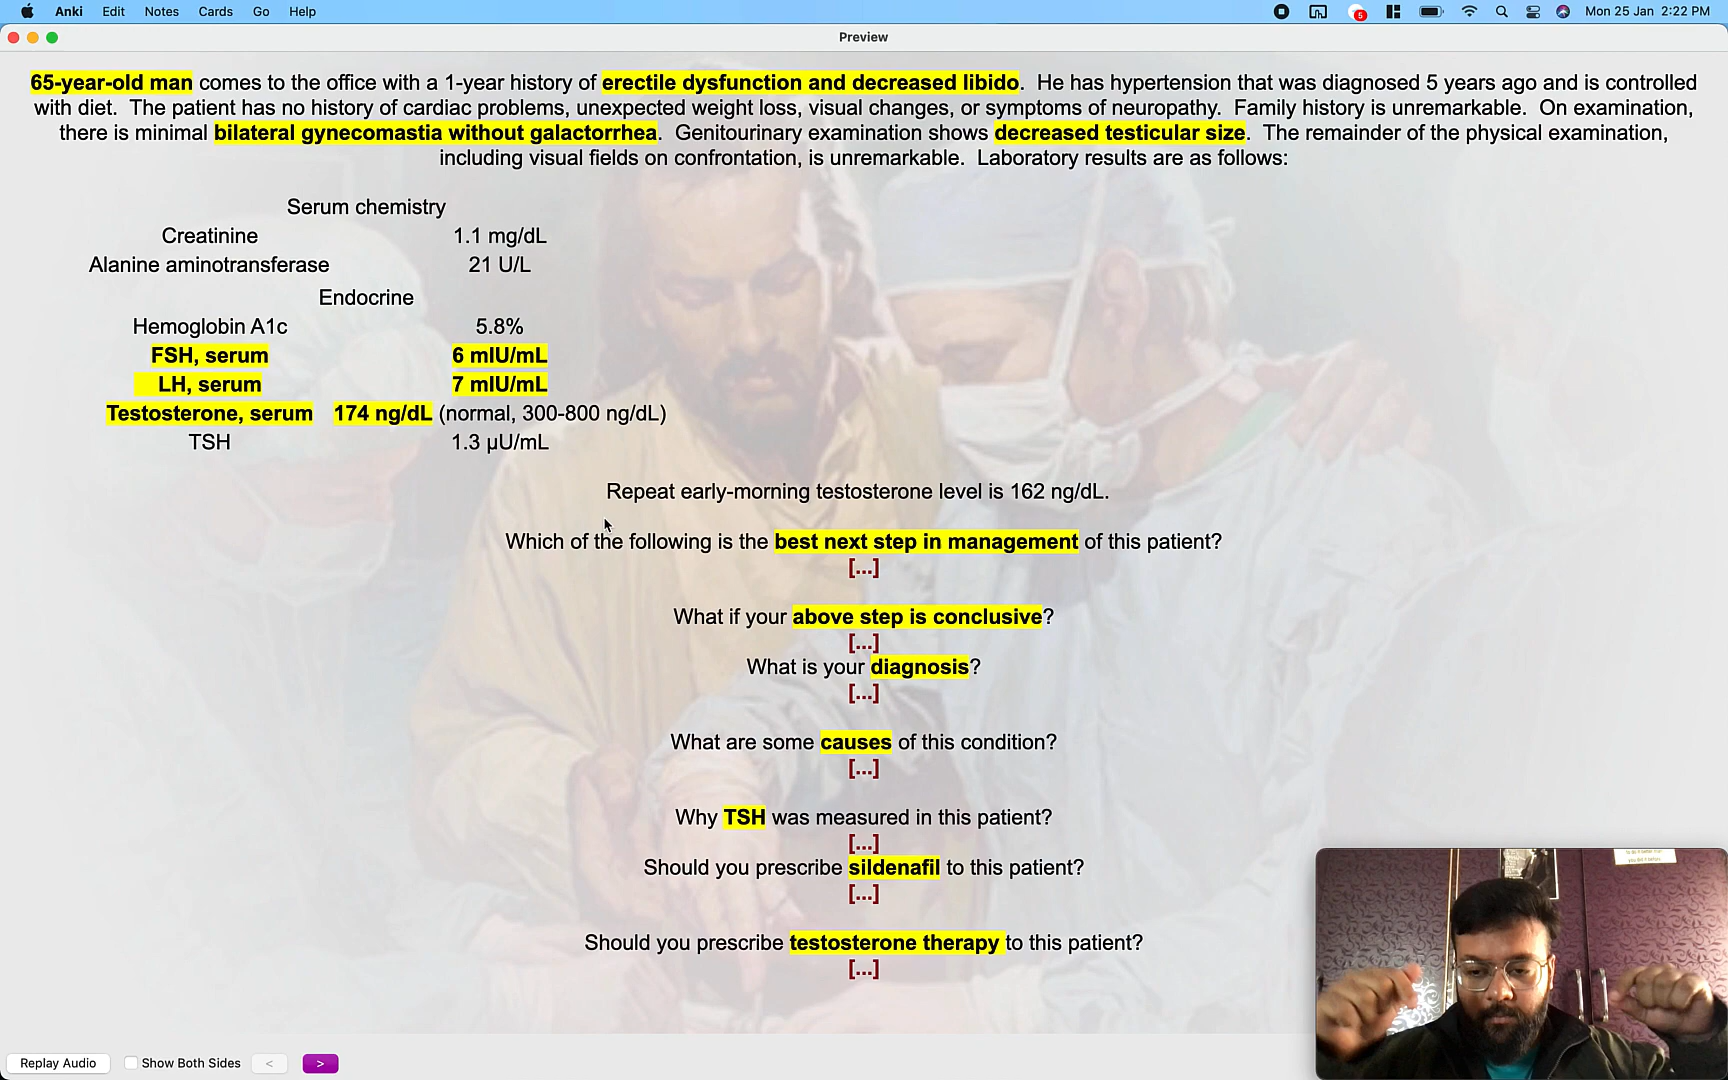 Anki Edit Notes Cards Go Help
5
Mon 25 Jan 2:22 PM
Preview
65-year-old man comes to the office with a 1-year history of erectile dysfunction and decreased libido. He has hypertension that was diagnosed 5 years ago and is controlled
with diet. The patient has no history of cardiac problems, unexpected weight loss, visual changes, or symptoms of neuropathy. Family history is unremarkable. On examination,
there is minimal bilateral gynecomastia without galactorrhea. Genitourinary examination shows decreased testicular size. The remainder of the physical examination,
including visual fields on confrontation, is unremarkable. Laboratory results are as follows:
Serum chemistry
Creatinine 1.1 mg/dL
Alanine aminotransferase 21 U/L
Endocrine
Hemoglobin A1c 5.8%
FSH, serum 6 mIU/mL
LH, serum 7 mIU/mL
Testosterone, serum 174 ng/dL (normal, 300-800 ng/dL)
TSH 1.3 µU/mL
Repeat early-morning testosterone level is 162 ng/dL.
Which of the following is the best next step in management of this patient?
[...]
What if your above step is conclusive?
[...]
What is your diagnosis?
[...]
What are some causes of this condition?
[...]
Why TSH was measured in this patient?
[...]
Should you prescribe sildenafil to this patient?
[...]
Should you prescribe testosterone therapy to this patient?
[...]
Replay Audio Show Both Sides < >